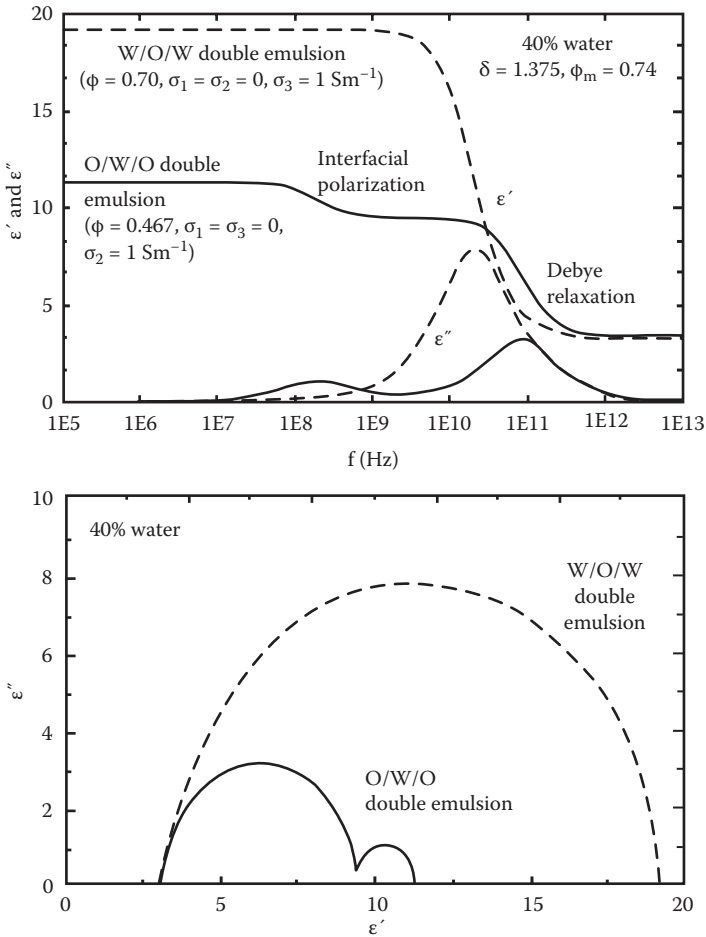 20
15
10
5
0
ε′ and ε″
W/O/W double emulsion
(ϕ = 0.70, σ1 = σ2 = 0, σ3 = 1 Sm⁻¹)
40% water
δ = 1.375, ϕm = 0.74
O/W/O double
emulsion
(ϕ = 0.467, σ1 = σ3 = 0,
σ2 = 1 Sm⁻¹)
Interfacial
polarization
ε′
Debye
relaxation
ε″
1E5 1E6 1E7 1E8 1E9 1E10 1E11 1E12 1E13
f (Hz)
10
8
6
4
2
0
ε″
40% water
W/O/W
double
emulsion
O/W/O
double emulsion
0 5 10 15 20
ε′